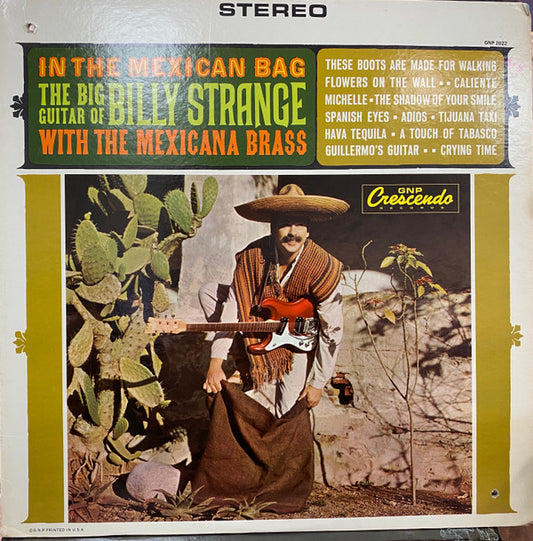 STEREO
GNP 2022
IN THE MEXICAN BAG
THE BIG GUITAR OF BILLY STRANGE
WITH THE MEXICANA BRA$$
THESE BOOTS ARE MADE FOR WALKING
FLOWERS ON THE WALL • • CALIENTE
MICHELLE • THE SHADOW OF YOUR SMILE
SPANISH EYES • ADIOS • TIJUANA TAXI
HAVA TEQUILA • A TOUCH OF TABASCO
GUILLERMO'S GUITAR • • CRYING TIME
GNP
Crescendo
RECORDS
©G.N.P. PRINTED IN U.S.A.